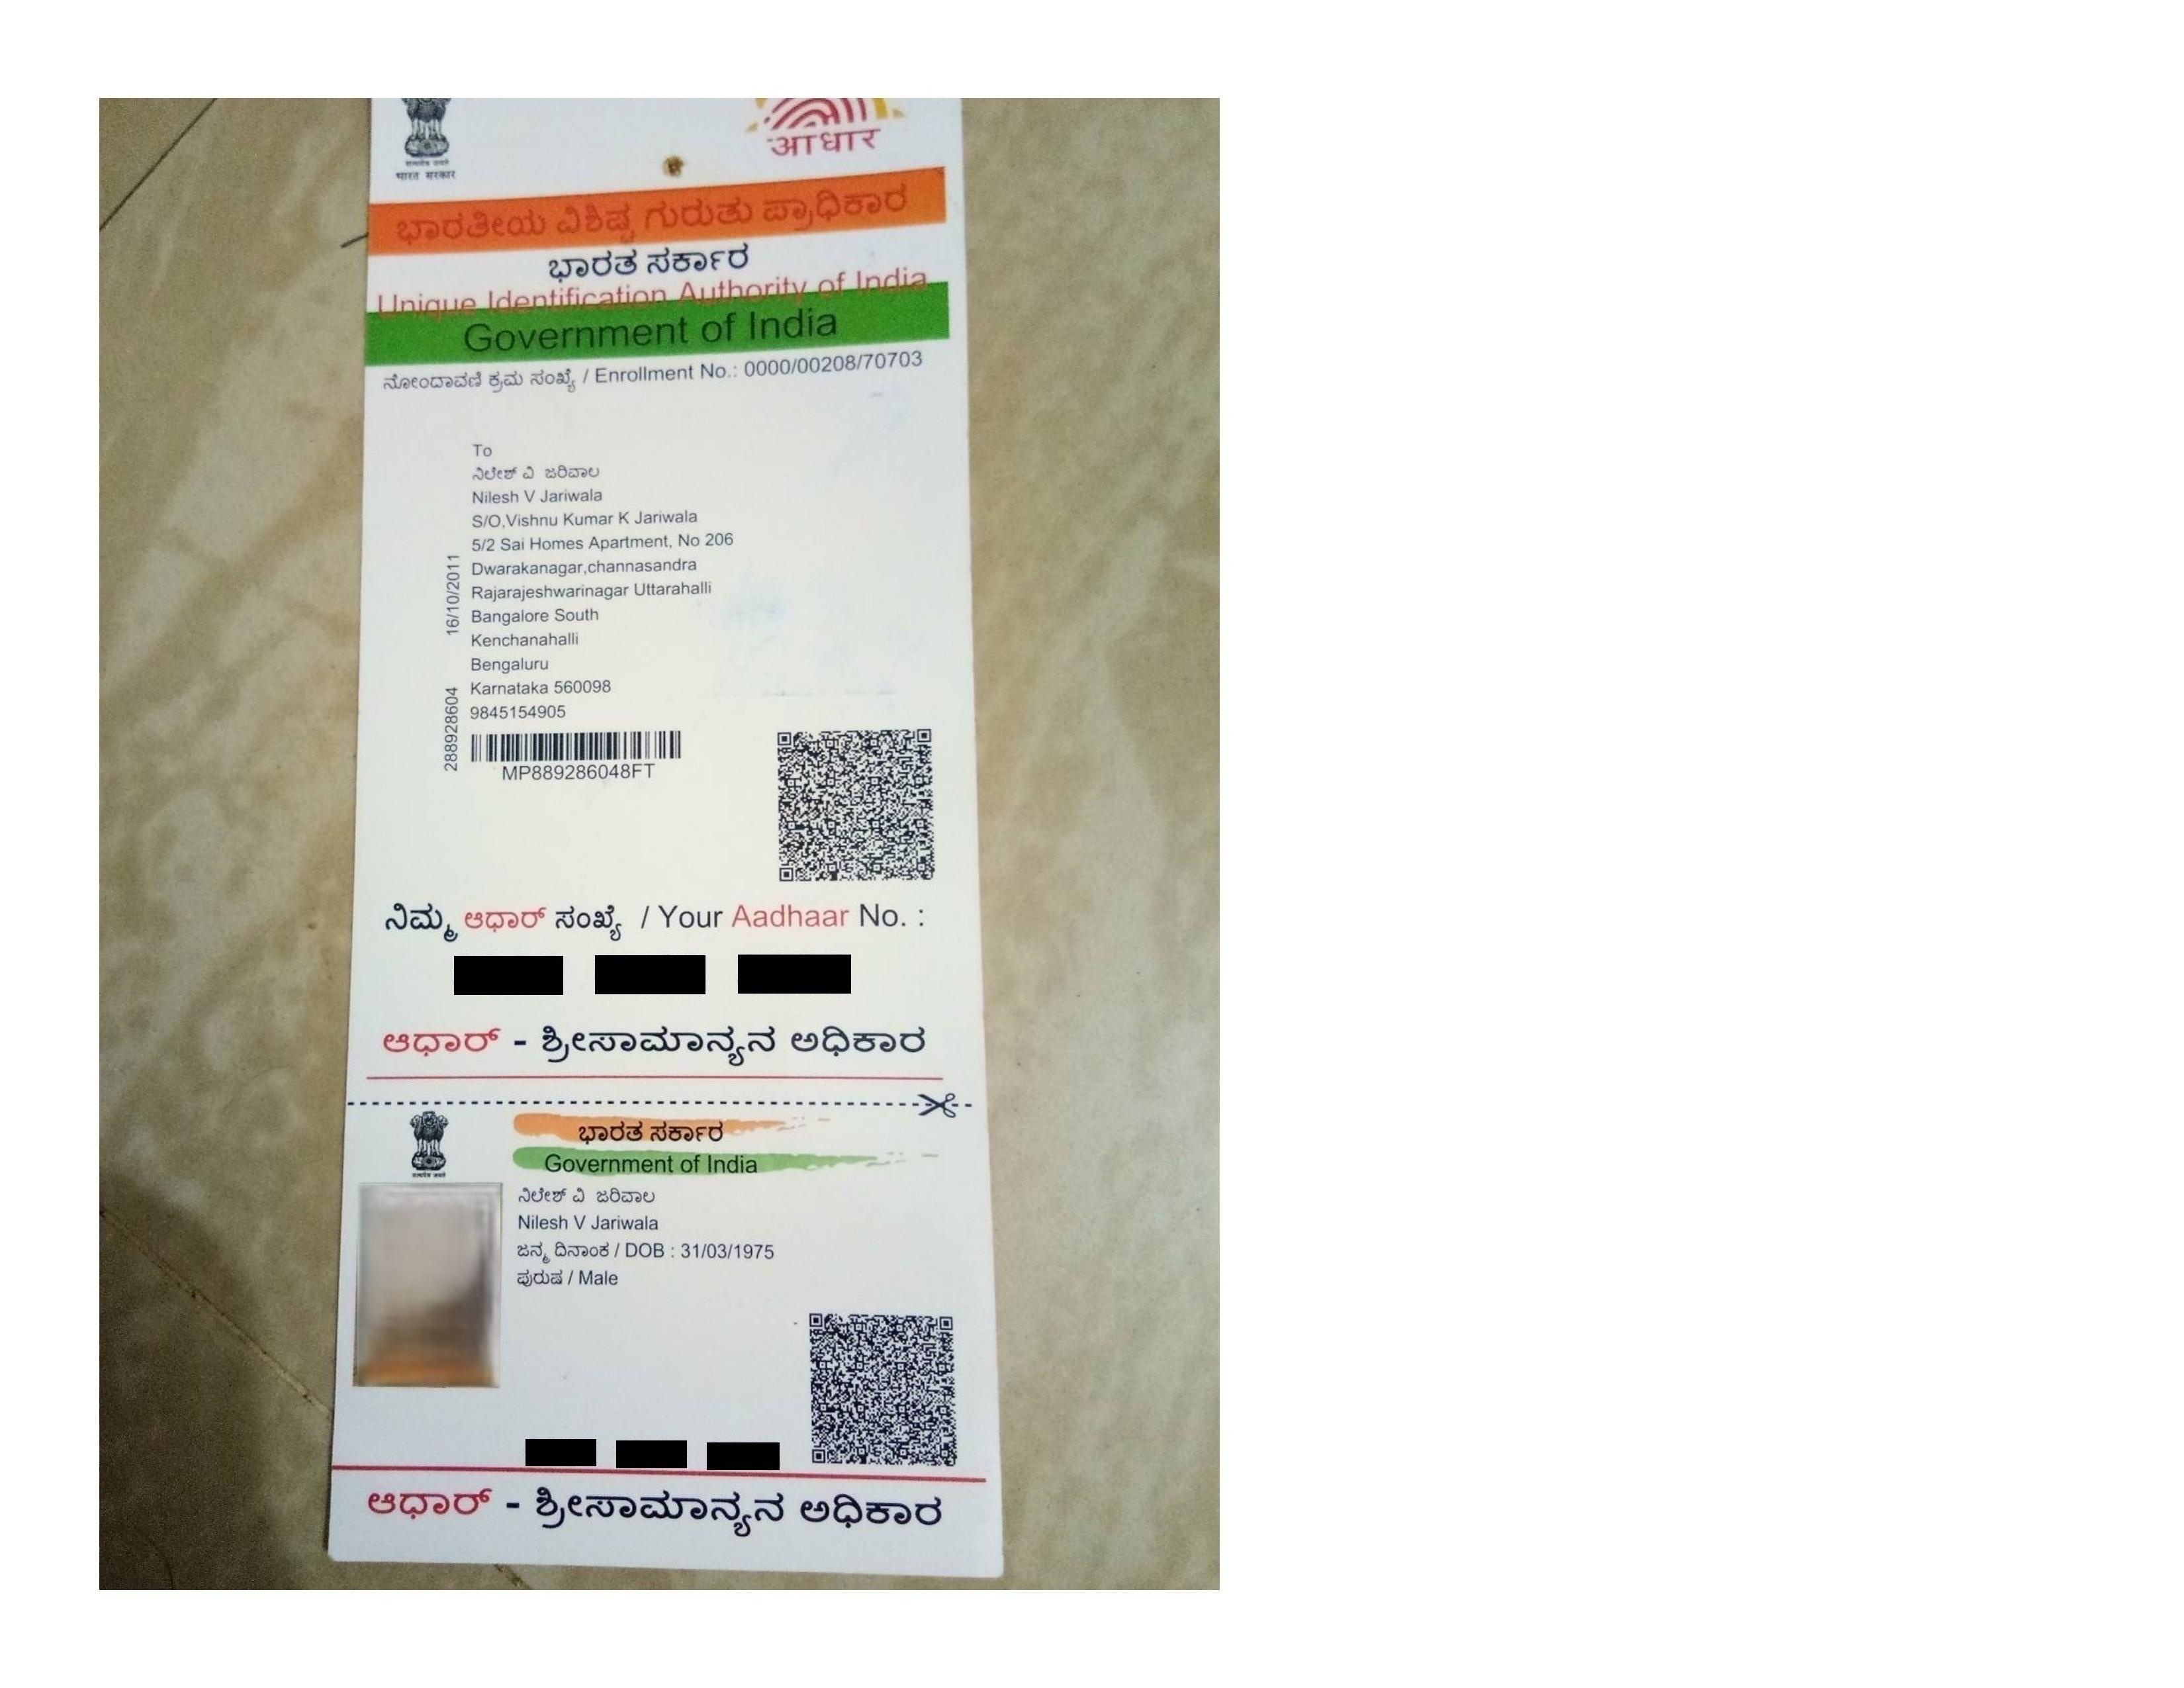 सत्यमेव जयते
भारत सरकार
आधार
ಭಾರತೀಯ ವಿಶಿಷ್ಟ ಗುರುತು ಪ್ರಾಧಿಕಾರ
ಭಾರತ ಸರ್ಕಾರ
Unique Identification Authority of India
Government of India
ನೋಂದಾವಣಿ ಕ್ರಮ ಸಂಖ್ಯೆ / Enrollment No.: 0000/00208/70703
To
ನಿಲೇಶ್ ವಿ ಜರಿವಾಲ
Nilesh V Jariwala
S/O,Vishnu Kumar K Jariwala
5/2 Sai Homes Apartment, No 206
Dwarakanagar,channasandra
Rajarajeshwarinagar Uttarahalli
Bangalore South
Kenchanahalli
Bengaluru
Karnataka 560098
9845154905
16/10/2011
288928604
MP889286048FT
ನಿಮ್ಮ ಆಧಾರ್ ಸಂಖ್ಯೆ / Your Aadhaar No. :
ಆಧಾರ್ - ಶ್ರೀಸಾಮಾನ್ಯನ ಅಧಿಕಾರ
ಭಾರತ ಸರ್ಕಾರ
Government of India
सत्यमेव जयते
ನಿಲೇಶ್ ವಿ ಜರಿವಾಲ
Nilesh V Jariwala
ಜನ್ಮ ದಿನಾಂಕ / DOB : 31/03/1975
ಪುರುಷ / Male
ಆಧಾರ್ - ಶ್ರೀಸಾಮಾನ್ಯನ ಅಧಿಕಾರ